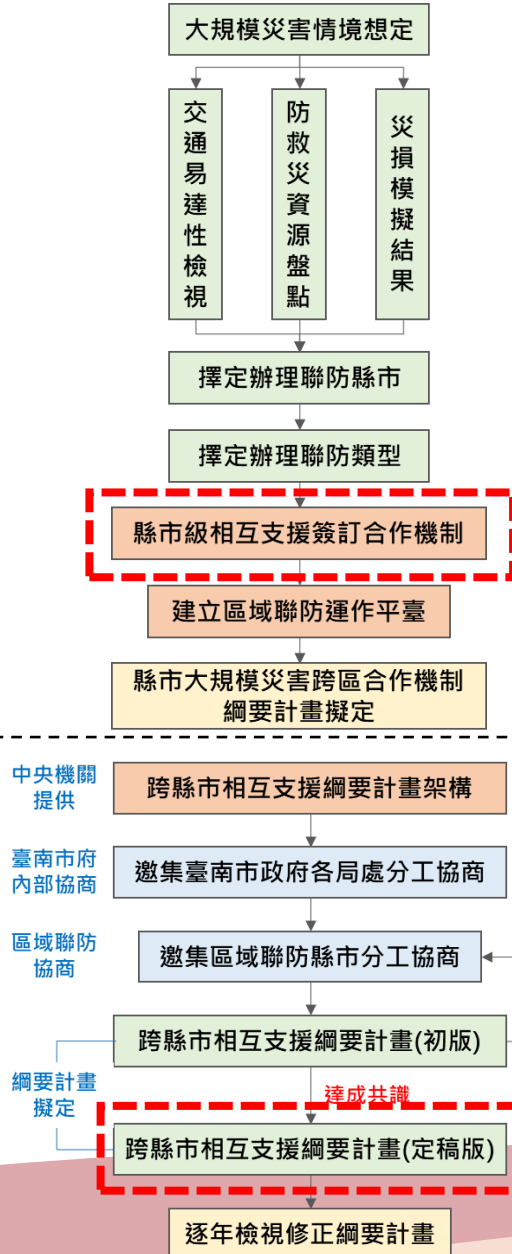 大規模災害情境想定
交通易達性檢視
防救災資源盤點
災損模擬結果
擇定辦理聯防縣市
擇定辦理聯防類型
縣市級相互支援簽訂合作機制
建立區域聯防運作平臺
縣市大規模災害跨區合作機制
綱要計畫擬定
中央機關
提供
跨縣市相互支援綱要計畫架構
臺南市府
內部協商
邀集臺南市政府各局處分工協商
區域聯防
協商
邀集區域聯防縣市分工協商
跨縣市相互支援綱要計畫(初版)
綱要計畫
擬定
達成共識
跨縣市相互支援綱要計畫(定稿版)
逐年檢視修正綱要計畫